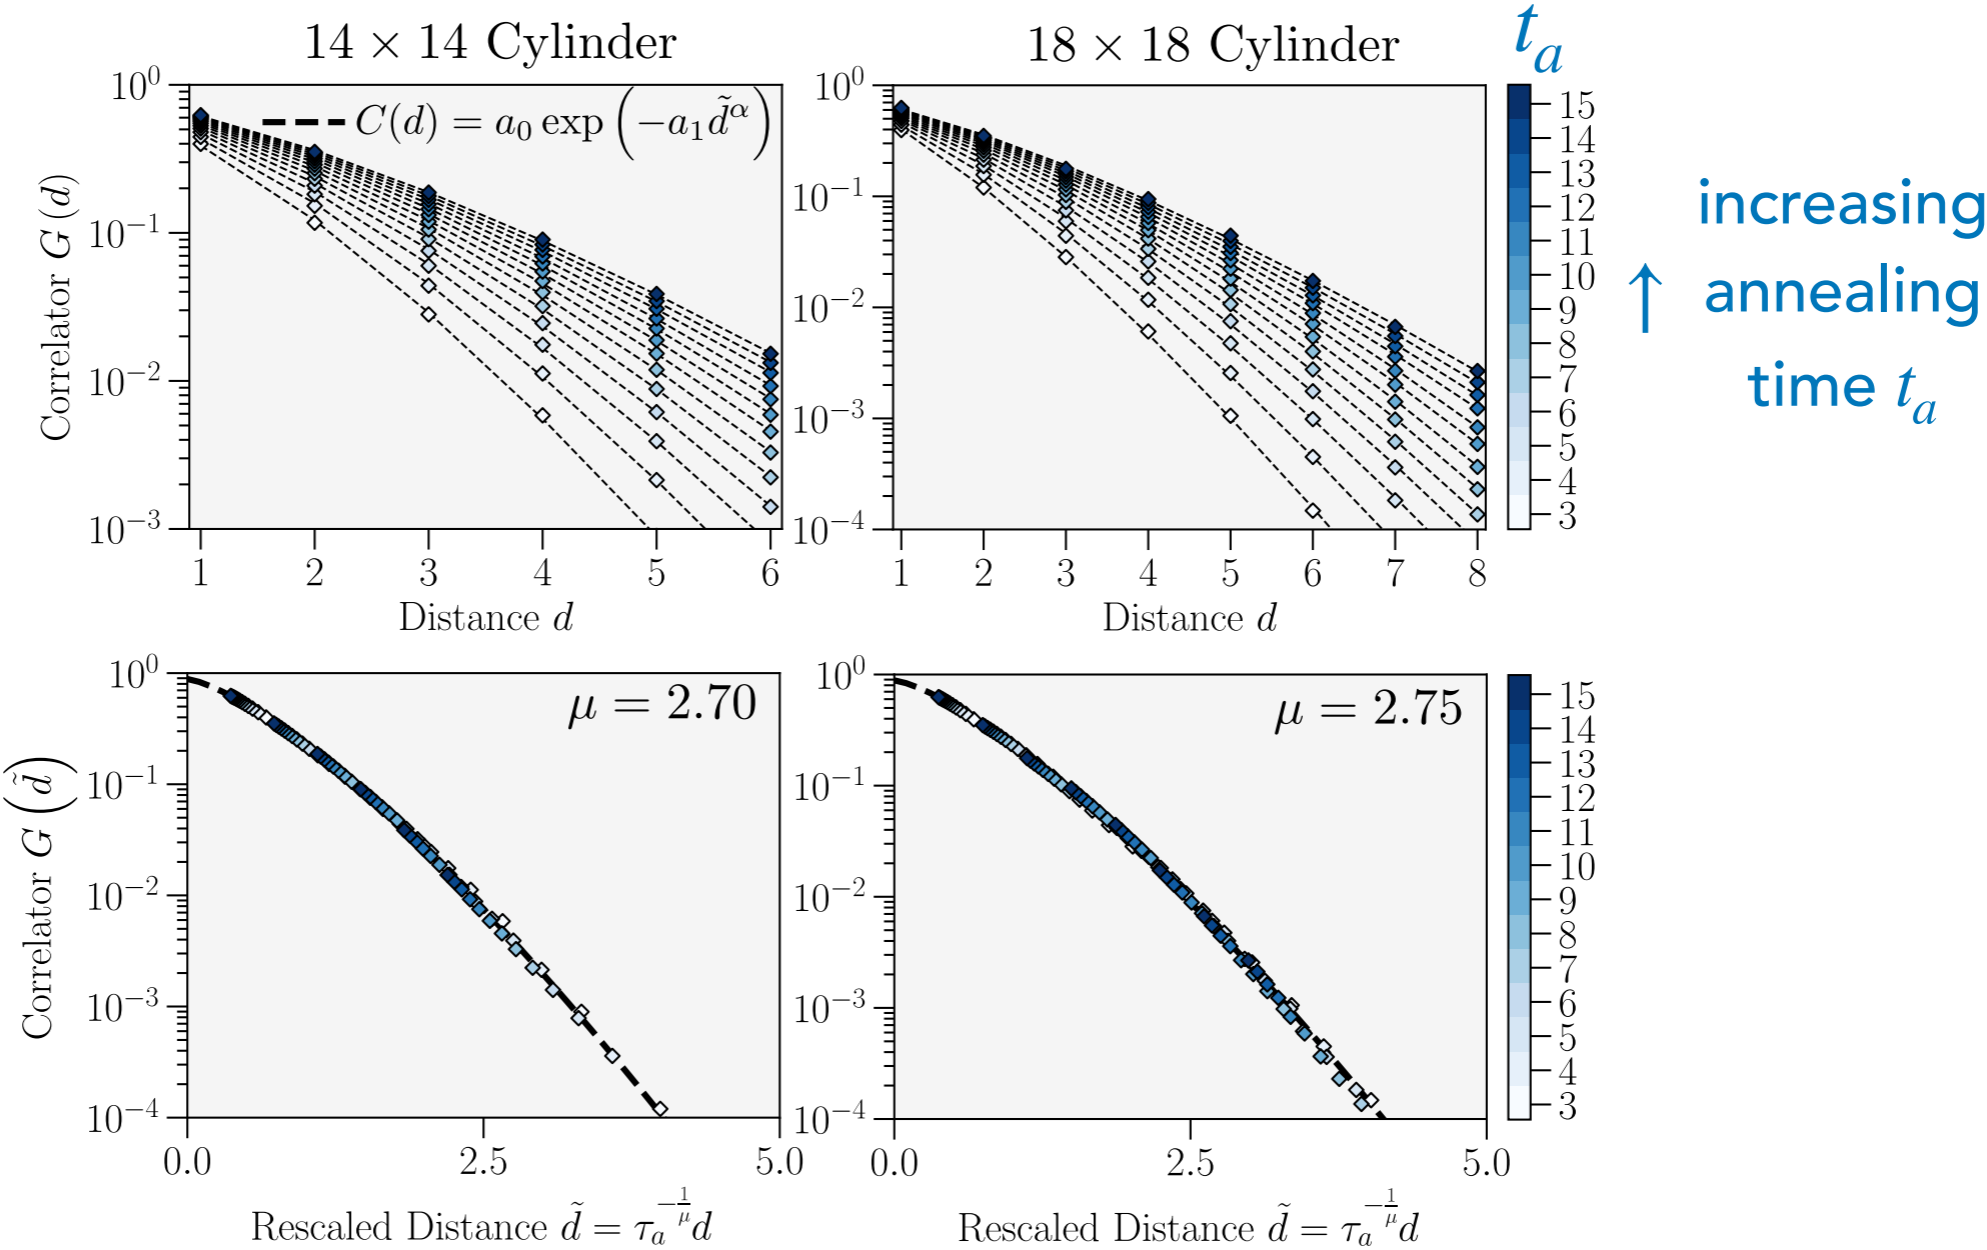 14 × 14 Cylinder
18 × 18 Cylinder
t_a
10^0
10^{-1}
10^{-2}
10^{-3}
Correlator G(d)
C(d) = a_0 exp(−a_1 d̃^α)
1 2 3 4 5 6
Distance d
10^0
10^{-1}
10^{-2}
10^{-3}
10^{-4}
1 2 3 4 5 6 7 8
Distance d
15
14
13
12
11
10
9
8
7
6
5
4
3
increasing
↑ annealing
time t_a
10^0
10^{-1}
10^{-2}
10^{-3}
10^{-4}
Correlator G(d̃)
μ = 2.70
0.0 2.5 5.0
Rescaled Distance d̃ = τ_a^{-1/μ} d
10^0
10^{-1}
10^{-2}
10^{-3}
10^{-4}
μ = 2.75
0.0 2.5 5.0
Rescaled Distance d̃ = τ_a^{-1/μ} d
15
14
13
12
11
10
9
8
7
6
5
4
3